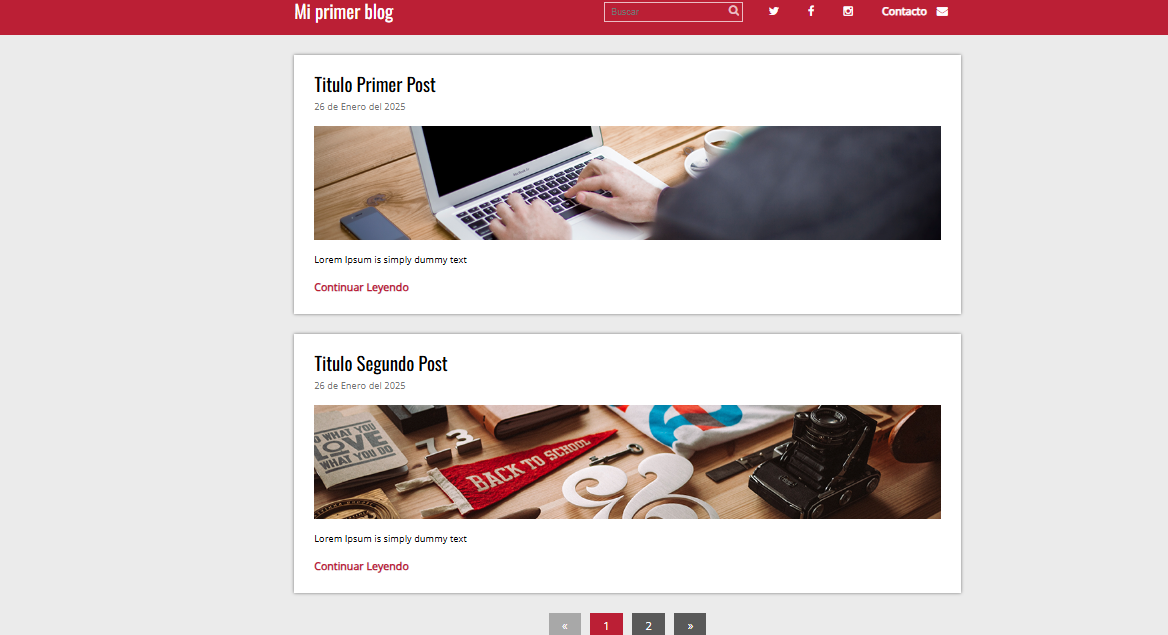 Mi primer blog
Buscar
Contacto
Titulo Primer Post
26 de Enero del 2025
Lorem Ipsum is simply dummy text
Continuar Leyendo
Titulo Segundo Post
26 de Enero del 2025
WHAT YOU
LOVE
WHAT YOU DO
13
BACK TO SCHOOL
&
Lorem Ipsum is simply dummy text
Continuar Leyendo
« 1 2 »